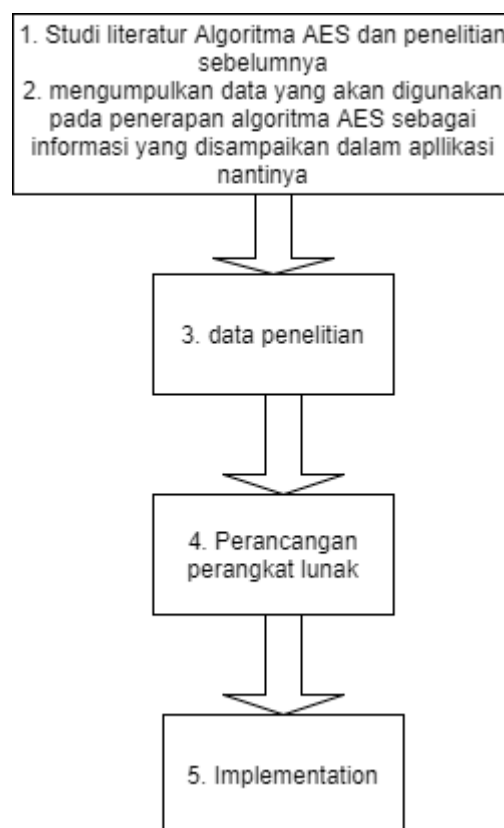 1. Studi literatur Algoritma AES dan penelitian
sebelumnya
2. mengumpulkan data yang akan digunakan
pada penerapan algoritma AES sebagai
informasi yang disampaikan dalam apllikasi
nantinya
3. data penelitian
4. Perancangan
perangkat lunak
5. Implementation